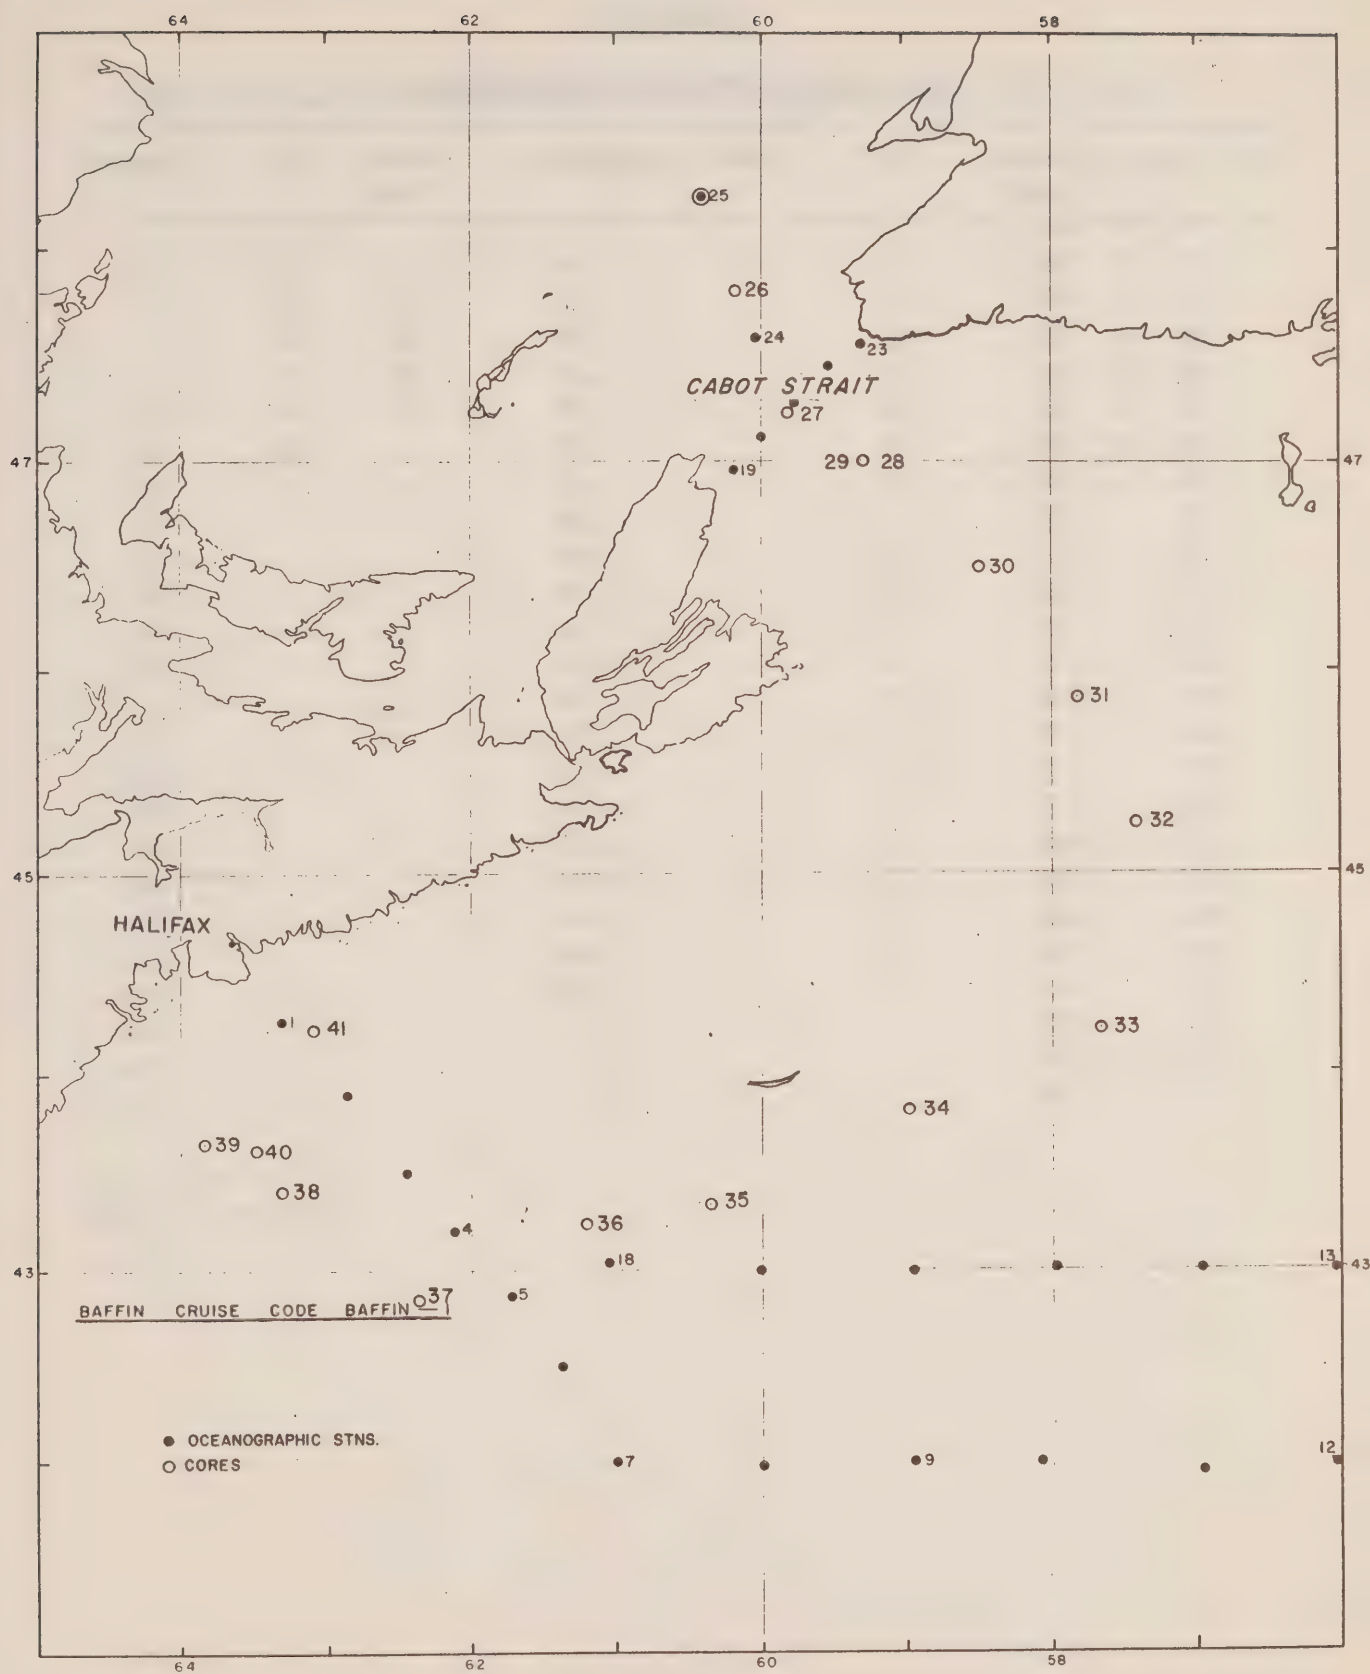 64 62 60 58
25
26
24
23
CABOT STRAIT
27
47 19 29 28 47
30
31
32
45 45
HALIFAX
1 41 33
34
39 40
38 35
36
4
18 13
43 43
37
5
BAFFIN CRUISE CODE BAFFIN-1
OCEANOGRAPHIC STNS.
12
7 9
CORES
64 62 60 58